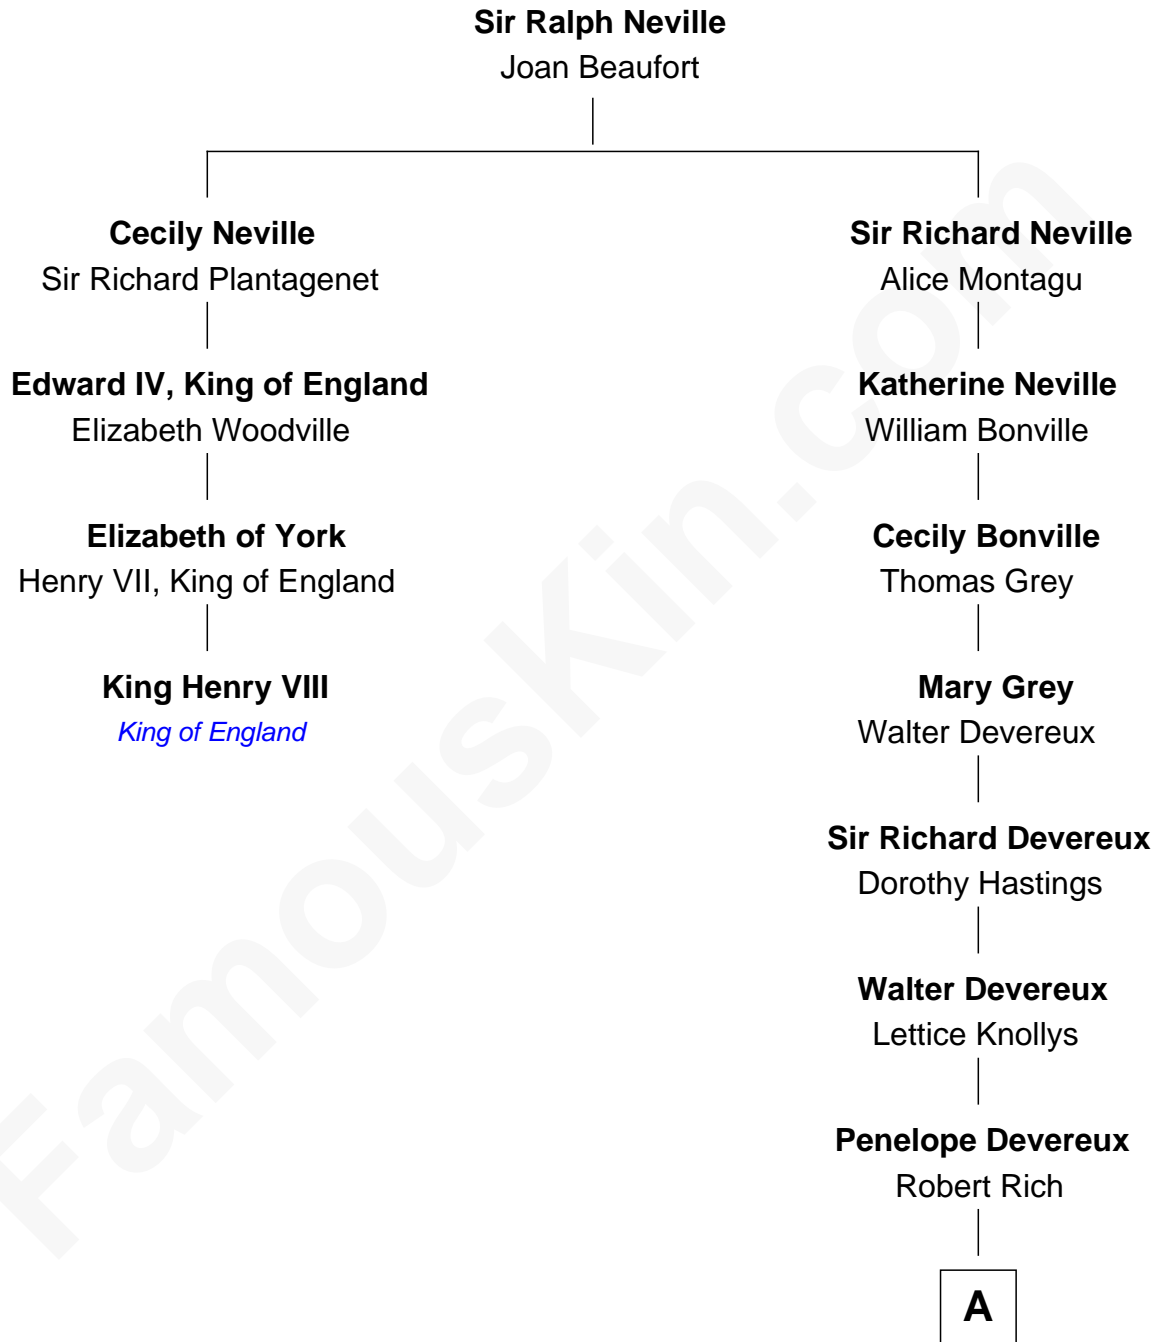 Sir Ralph Neville
Joan Beaufort
Cecily Neville
Sir Richard Plantagenet
Edward IV, King of England
Elizabeth Woodville
Elizabeth of York
Henry VII, King of England
King Henry VIII
King of England
Sir Richard Neville
Alice Montagu
Katherine Neville
William Bonville
Cecily Bonville
Thomas Grey
Mary Grey
Walter Devereux
Sir Richard Devereux
Dorothy Hastings
Walter Devereux
Lettice Knollys
Penelope Devereux
Robert Rich
A
FamousKin.com